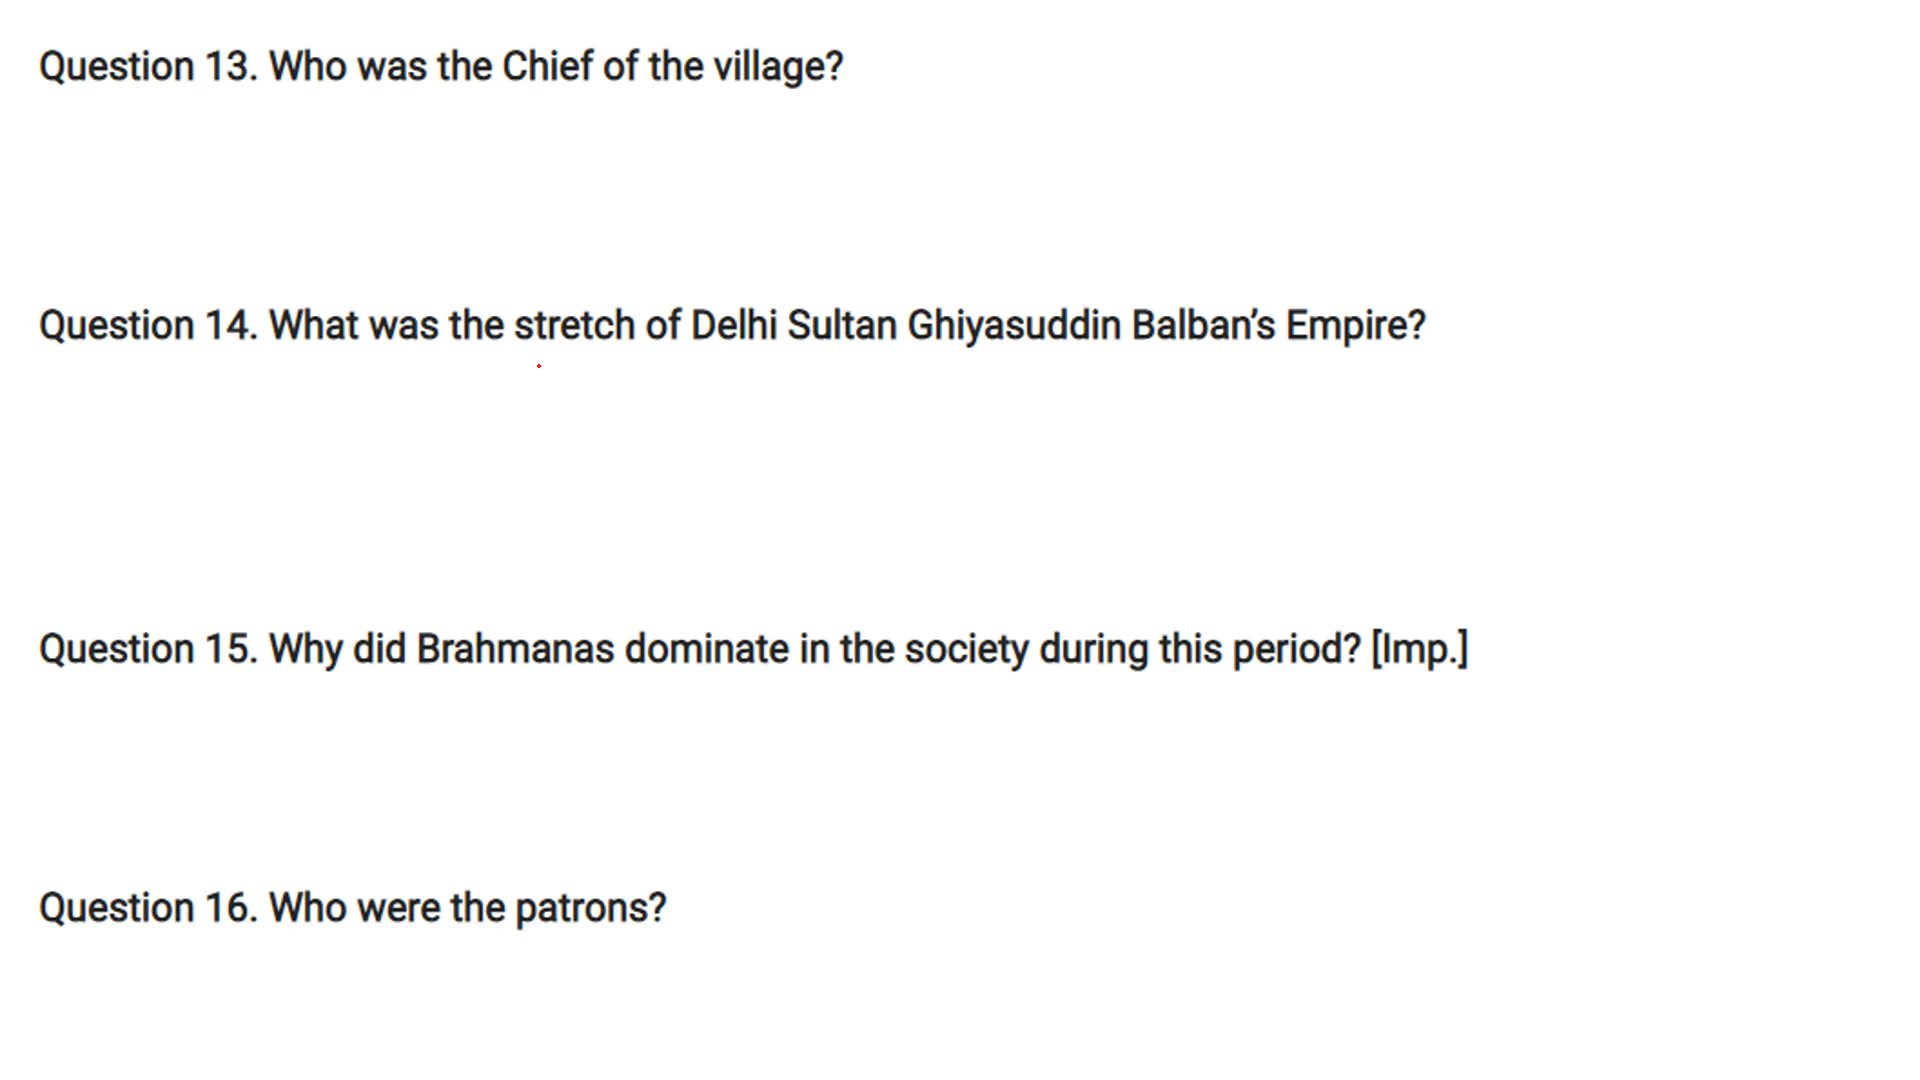 Question 13. Who was the Chief of the village?
Question 14. What was the stretch of Delhi Sultan Ghiyasuddin Balban’s Empire?
Question 15. Why did Brahmanas dominate in the society during this period? [Imp.]
Question 16. Who were the patrons?